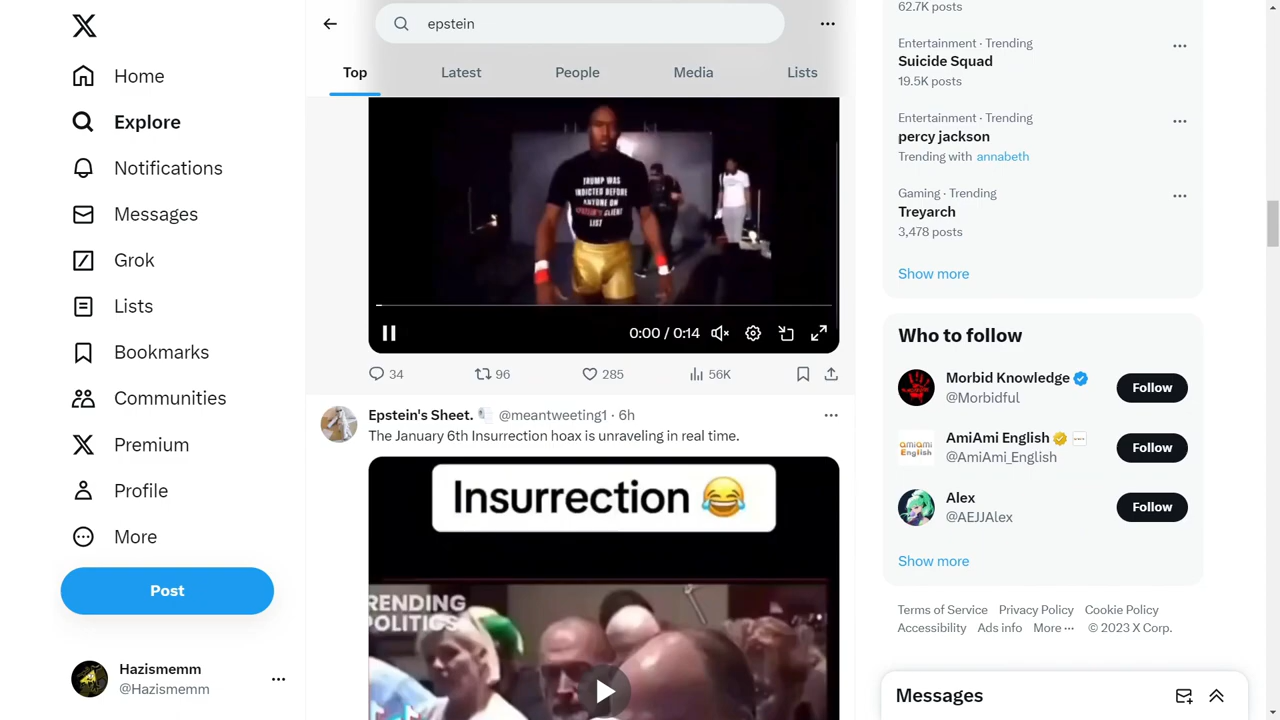 epstein
Top
Latest
People
Media
Lists
Home
Explore
Notifications
Messages
Grok
Lists
Bookmarks
Communities
Premium
Profile
More
Post
Hazismemm
@Hazismemm
TRUMP WAS
INDICTED BEFORE
ANYONE ON
EPSTEIN'S CLIENT
LIST
0:00 / 0:14
34
96
285
56K
Epstein's Sheet. @meantweeting1 · 6h
The January 6th Insurrection hoax is unraveling in real time.
Insurrection 😂
RENDING
POLITICS
62.7K posts
Entertainment · Trending
Suicide Squad
19.5K posts
Entertainment · Trending
percy jackson
Trending with annabeth
Gaming · Trending
Treyarch
3,478 posts
Show more
Who to follow
Morbid Knowledge
@Morbidful
Follow
AmiAmi English
@AmiAmi_English
Follow
Alex
@AEJJAlex
Follow
Show more
Terms of Service Privacy Policy Cookie Policy
Accessibility Ads info More ··· © 2023 X Corp.
Messages